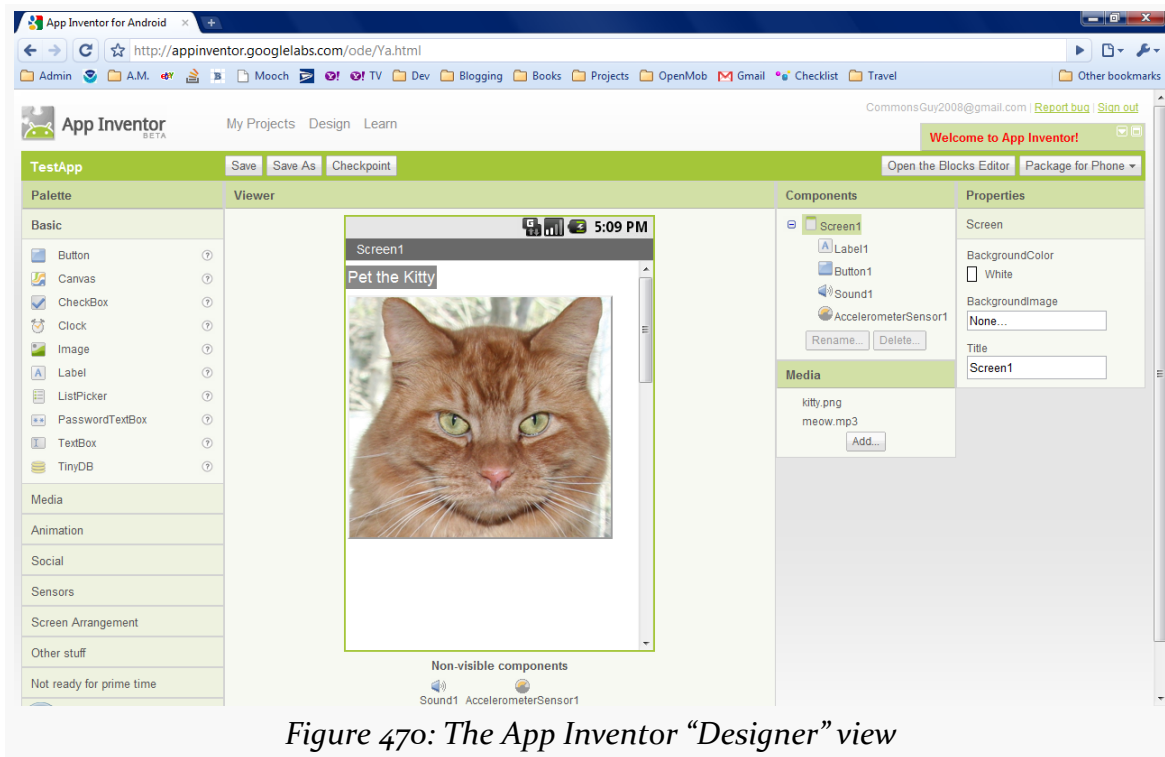 App Inventor for Android
http://appinventor.googlelabs.com/ode/Ya.html
Admin A.M. Mooch TV Dev Blogging Books Projects OpenMob Gmail Checklist Travel Other bookmarks
CommonsGuy2008@gmail.com | Report bug | Sign out
App Inventor
BETA
My Projects Design Learn
Welcome to App Inventor!
TestApp
Save Save As Checkpoint
Open the Blocks Editor Package for Phone
Palette
Basic
Button
Canvas
CheckBox
Clock
Image
Label
ListPicker
PasswordTextBox
TextBox
TinyDB
Media
Animation
Social
Sensors
Screen Arrangement
Other stuff
Not ready for prime time
Viewer
5:09 PM
Screen1
Pet the Kitty
Non-visible components
Sound1 AccelerometerSensor1
Components
Screen1
Label1
Button1
Sound1
AccelerometerSensor1
Rename... Delete...
Media
kitty.png
meow.mp3
Add...
Properties
Screen
BackgroundColor
White
BackgroundImage
None...
Title
Screen1
Figure 470: The App Inventor “Designer” view